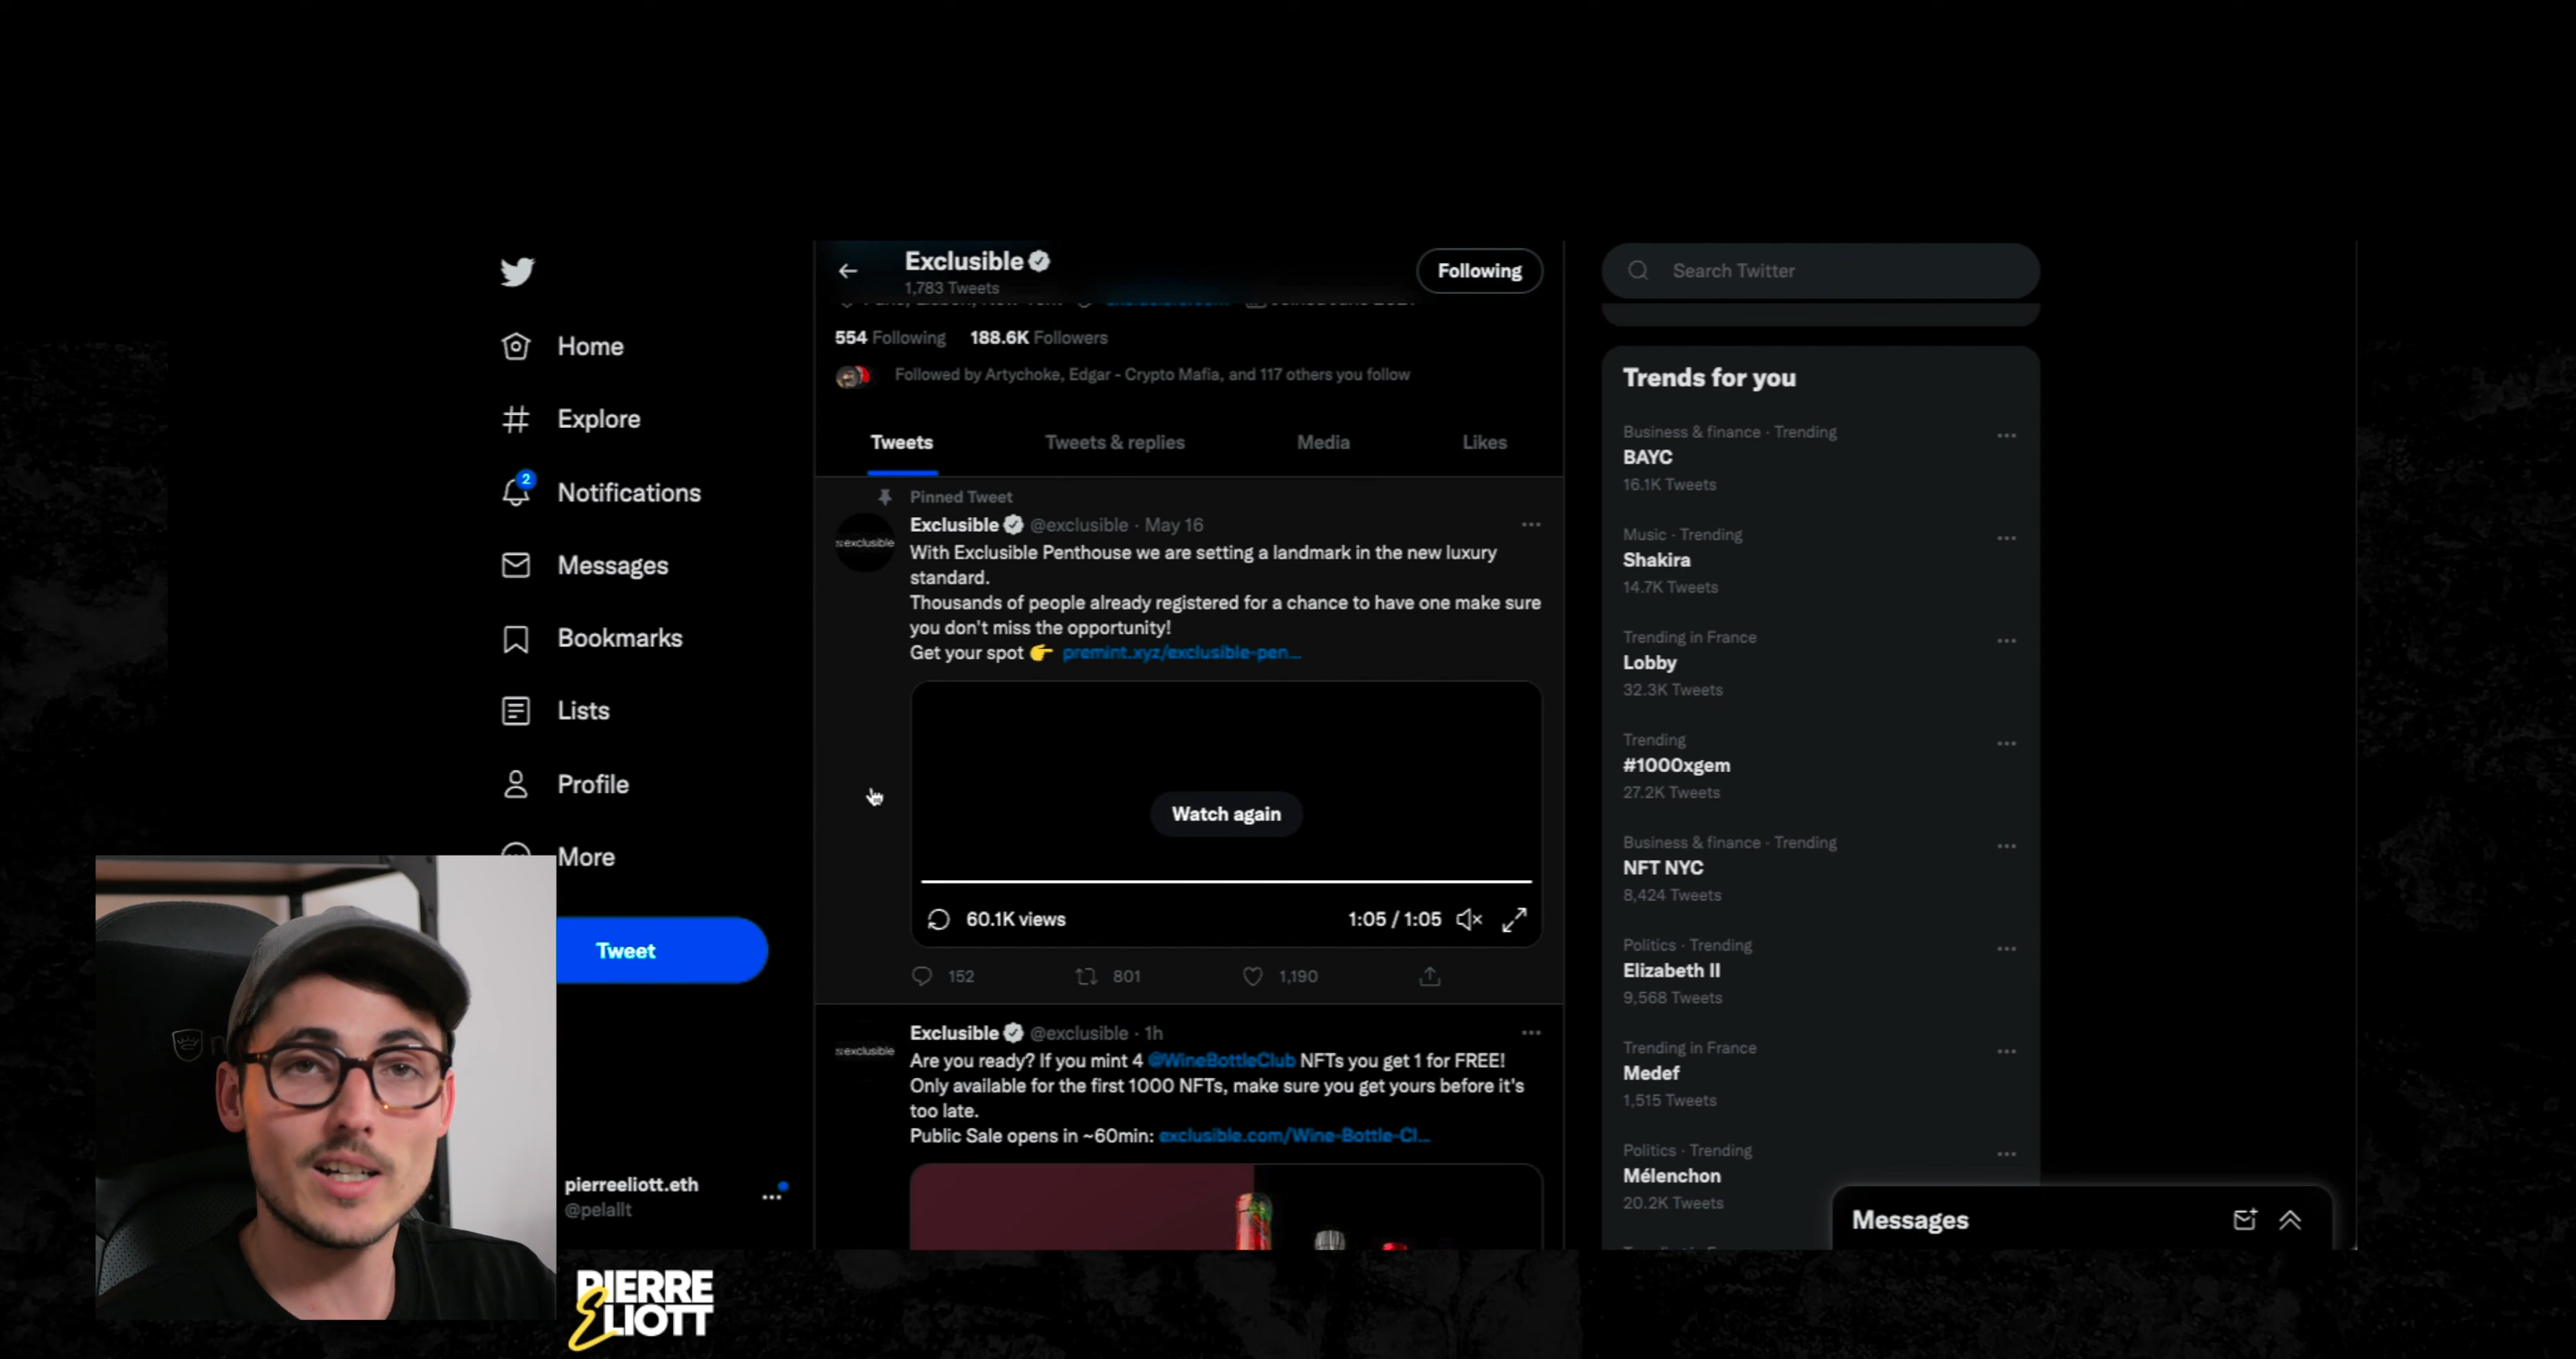 Exclusible
1,783 Tweets
Following
554 Following 188.6K Followers
Followed by Artychoke, Edgar - Crypto Mafia, and 117 others you follow
Tweets
Tweets & replies
Media
Likes
Home
Explore
2
Notifications
Messages
Bookmarks
Lists
Profile
More
Tweet
pierreeliott.eth
@pelallt
PIERRE
ELIOTT
Pinned Tweet
exclusible
Exclusible @exclusible · May 16
With Exclusible Penthouse we are setting a landmark in the new luxury
standard.
Thousands of people already registered for a chance to have one make sure
you don't miss the opportunity!
Get your spot 👉 premint.xyz/exclusible-pen...
Watch again
60.1K views
1:05 / 1:05
152
801
1,190
exclusible
Exclusible @exclusible · 1h
Are you ready? If you mint 4 @WineBottleClub NFTs you get 1 for FREE!
Only available for the first 1000 NFTs, make sure you get yours before it's
too late.
Public Sale opens in ~60min: exclusible.com/Wine-Bottle-Cl...
Search Twitter
Trends for you
Business & finance · Trending
BAYC
16.1K Tweets
Music · Trending
Shakira
14.7K Tweets
Trending in France
Lobby
32.3K Tweets
Trending
#1000xgem
27.2K Tweets
Business & finance · Trending
NFT NYC
8,424 Tweets
Politics · Trending
Elizabeth II
9,568 Tweets
Trending in France
Medef
1,515 Tweets
Politics · Trending
Mélenchon
20.2K Tweets
Messages